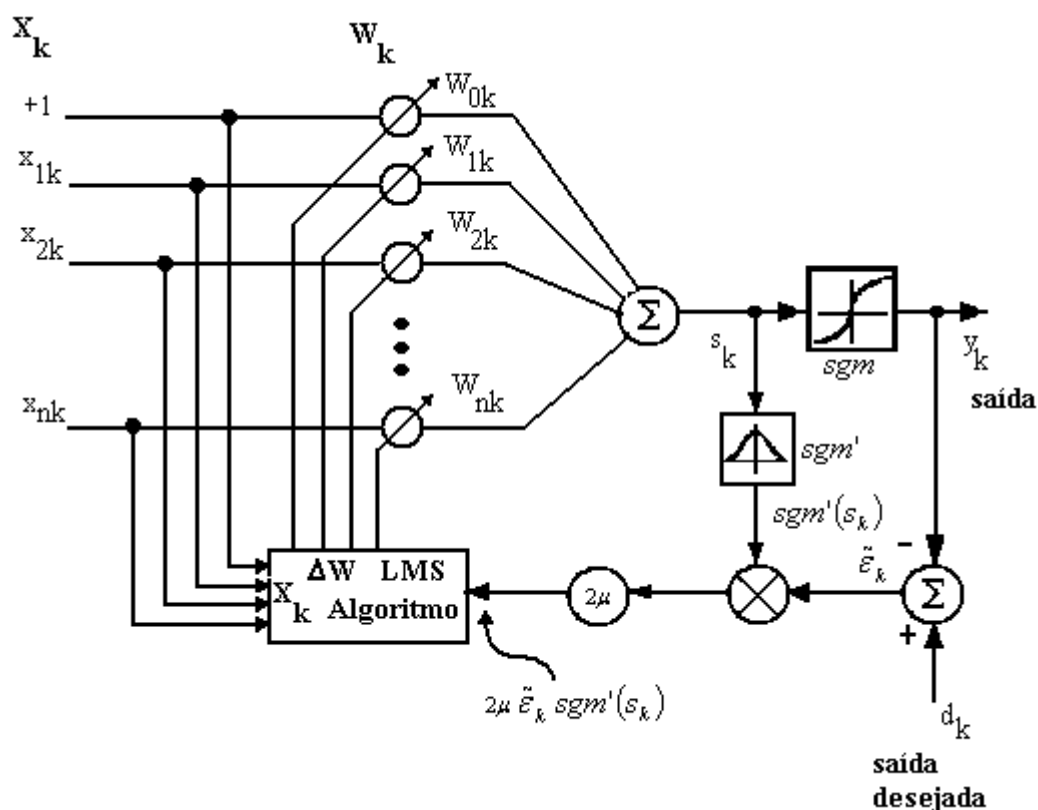 X_k
W_k
+1
W_0k
x_1k
W_1k
x_2k
W_2k
x_nk
W_nk
Σ
s_k
sgm
y_k
saída
sgm'
sgm'(s_k)
ΔW LMS
X_k Algoritmo
2μ
ε̃_k
-
Σ
+
2μ ε̃_k sgm'(s_k)
d_k
saída
desejada